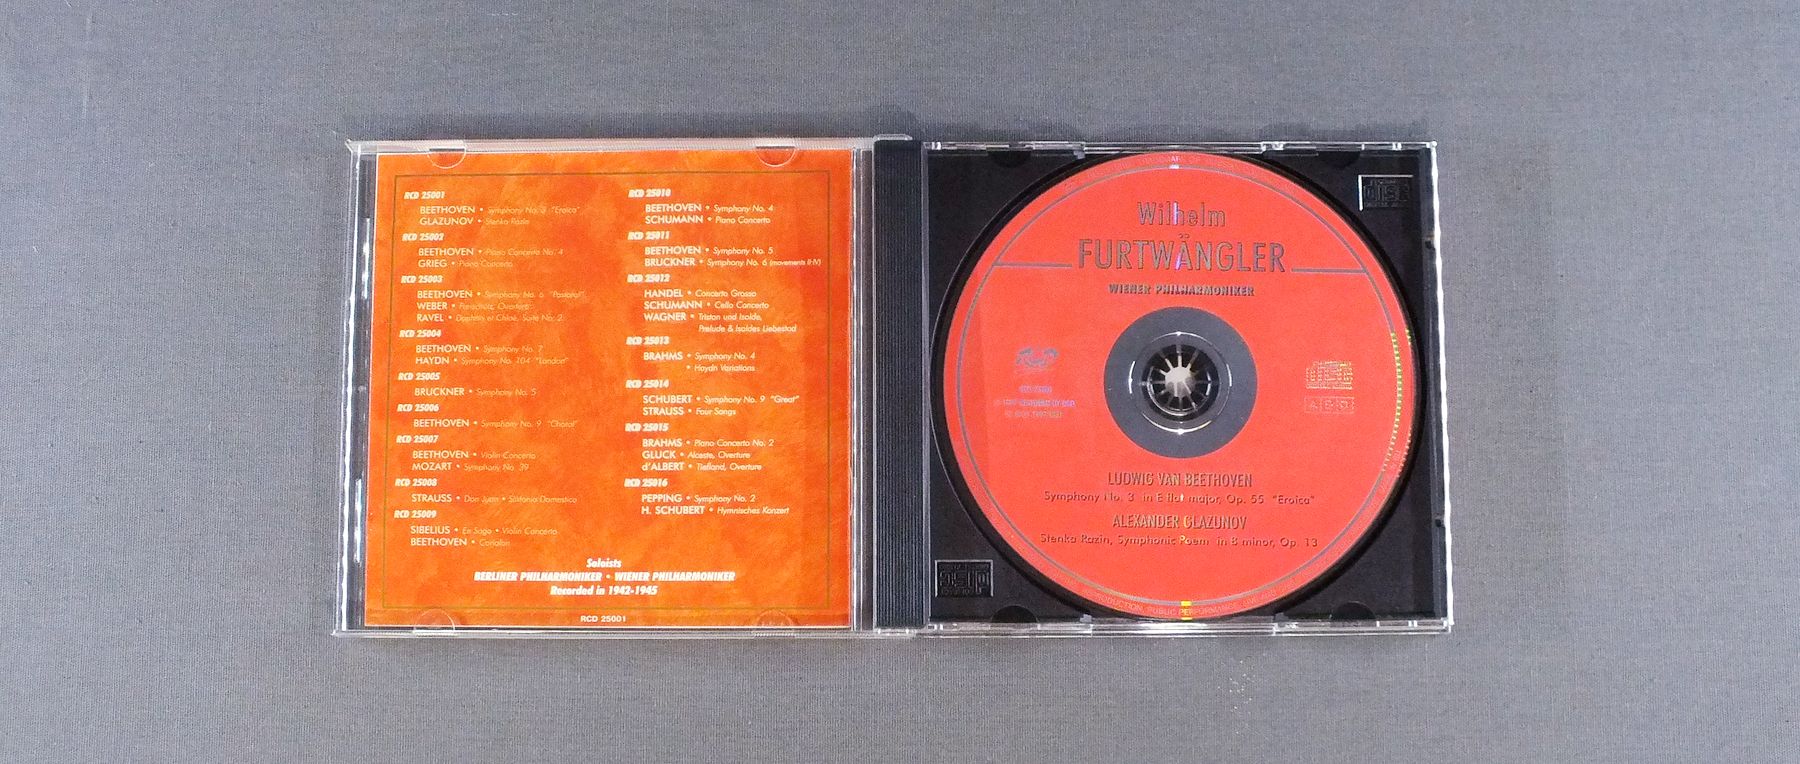 RCD 25001
BEETHOVEN • Symphony No. 3 "Eroica"
GLAZUNOV • Stenka Razin
RCD 25002
BEETHOVEN • Piano Concerto No. 4
GRIEG • Piano Concerto
RCD 25003
BEETHOVEN • Symphony No. 6 "Pastoral"
WEBER • Freischütz, Overture
RAVEL • Daphnis et Chloé, Suite No. 2
RCD 25004
BEETHOVEN • Symphony No. 7
HAYDN • Symphony No. 104 "London"
RCD 25005
BRUCKNER • Symphony No. 5
RCD 25006
BEETHOVEN • Symphony No. 9 "Choral"
RCD 25007
BEETHOVEN • Violin Concerto
MOZART • Symphony No. 39
RCD 25008
STRAUSS • Don Juan • Sinfonia Domestica
RCD 25009
SIBELIUS • En Saga • Violin Concerto
BEETHOVEN • Coriolan
RCD 25010
BEETHOVEN • Symphony No. 4
SCHUMANN • Piano Concerto
RCD 25011
BEETHOVEN • Symphony No. 5
BRUCKNER • Symphony No. 6 (movements II-IV)
RCD 25012
HANDEL • Concerto Grosso
SCHUMANN • Cello Concerto
WAGNER • Tristan und Isolde,
Prelude & Isoldes Liebestod
RCD 25013
BRAHMS • Symphony No. 4
• Haydn Variations
RCD 25014
SCHUBERT • Symphony No. 9 "Great"
STRAUSS • Four Songs
RCD 25015
BRAHMS • Piano Concerto No. 2
GLUCK • Alceste, Overture
d'ALBERT • Tiefland, Overture
RCD 25016
PEPPING • Symphony No. 2
H. SCHUBERT • Hymnisches Konzert
Soloists
BERLINER PHILHARMONIKER • WIENER PHILHARMONIKER
Recorded in 1942-1945
RCD 25001
Wilhelm
FURTWÄNGLER
WIENER PHILHARMONIKER
LUDWIG VAN BEETHOVEN
Symphony No. 3 in E flat major, Op. 55 "Eroica"
ALEXANDER GLAZUNOV
Stenka Razin, Symphonic Poem in B minor, Op. 13
PUBLIC PERFORMANCE